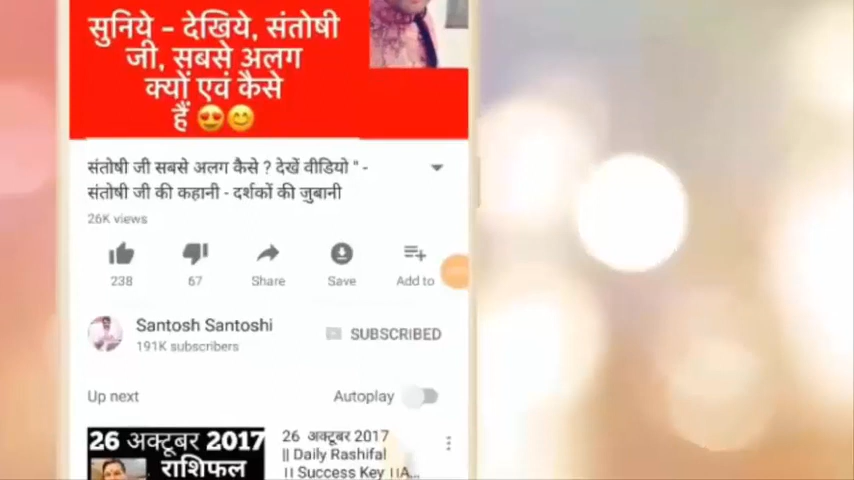 सुनिये - देखिये, संतोषी
जी, सबसे अलग
क्यों एवं कैसे
हैं 😍😊
संतोषी जी सबसे अलग कैसे ? देखें वीडियो " -
संतोषी जी की कहानी - दर्शकों की जुबानी
26K views
238
67
Share
Save
Add to
Santosh Santoshi
191K subscribers
SUBSCRIBED
Up next
Autoplay
26 अक्टूबर 2017
राशिफल
26 अक्टूबर 2017
|| Daily Rashifal
।। Success Key ।।A...